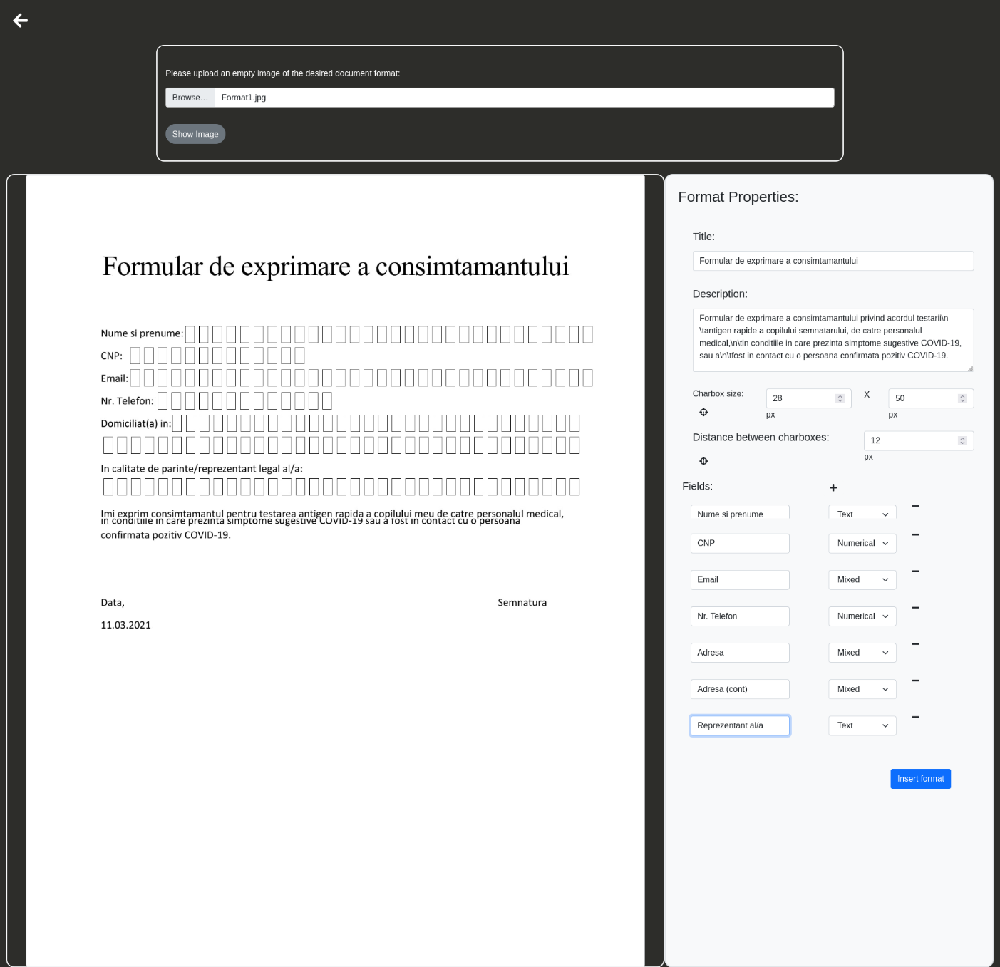 Please upload an empty image of the desired document format:
Browse… Format1.jpg
Show Image
Formular de exprimare a consimtamantului
Nume si prenume:
CNP:
Email:
Nr. Telefon:
Domiciliat(a) in:
In calitate de parinte/reprezentant legal al/a:
Imi exprim consimtamantul pentru testarea antigen rapida a copilului meu de catre personalul medical,
in conditiile in care prezinta simptome sugestive COVID-19 sau a fost in contact cu o persoana
confirmata pozitiv COVID-19.
Data, Semnatura
11.03.2021
Format Properties:
Title:
Formular de exprimare a consimtamantului
Description:
Formular de exprimare a consimtamantului privind acordul testarii\n
\tantigen rapide a copilului semnatarului, de catre personalul
medical,\n\tin conditiile in care prezinta simptome sugestive COVID-19,
sau a\n\tfost in contact cu o persoana confirmata pozitiv COVID-19.
Charbox size: 28 X 50
px px
Distance between charboxes: 12
px
Fields:
Nume si prenume Text
CNP Numerical
Email Mixed
Nr. Telefon Numerical
Adresa Mixed
Adresa (cont) Mixed
Reprezentant al/a Text
Insert format